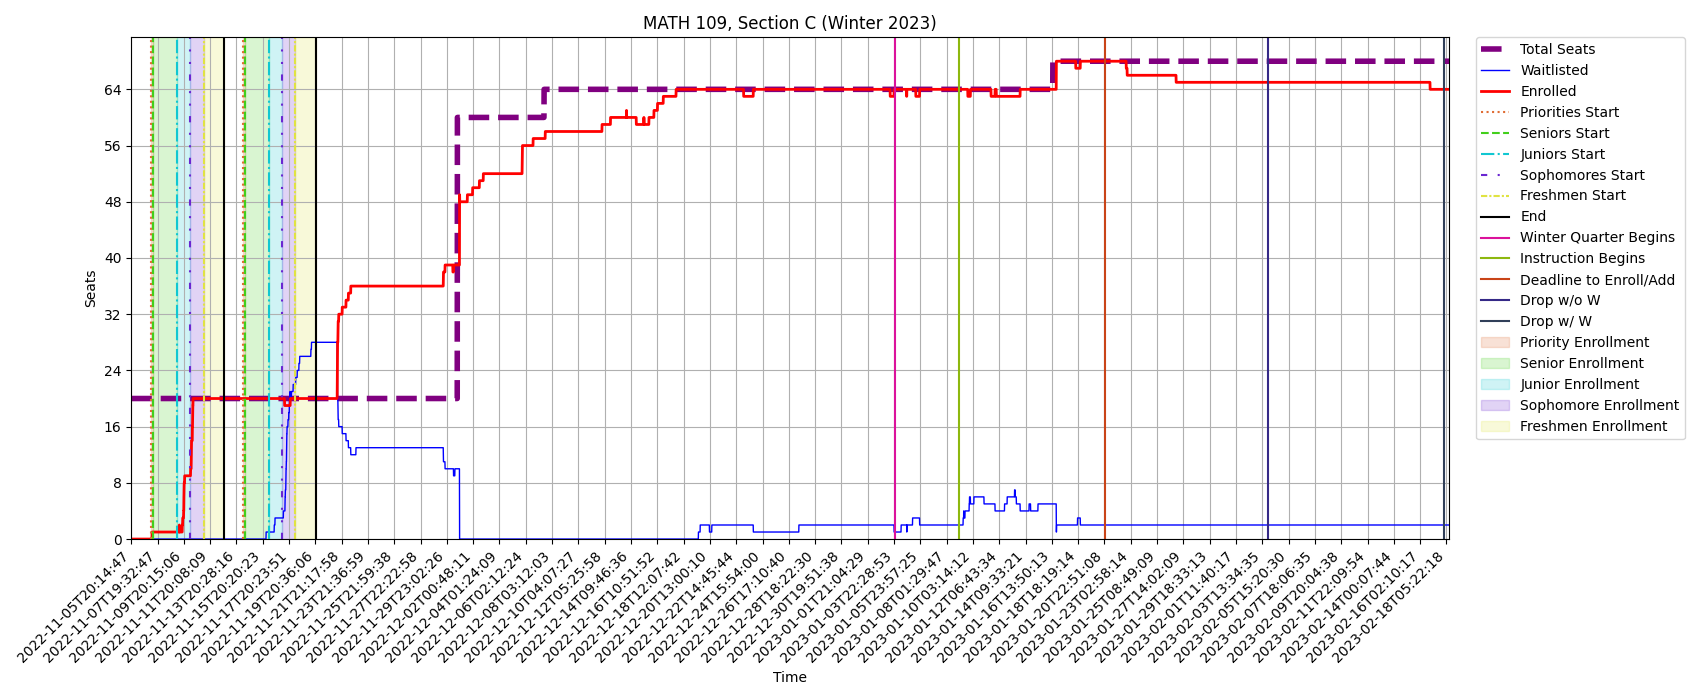 MATH 109, Section C (Winter 2023)
Seats
64
56
48
40
32
24
16
8
0
2022-11-05T20:14:47
2022-11-07T19:32:47
2022-11-09T20:15:06
2022-11-11T20:08:09
2022-11-13T20:28:16
2022-11-15T20:20:23
2022-11-17T20:23:51
2022-11-19T20:36:06
2022-11-21T21:17:58
2022-11-23T21:36:59
2022-11-25T21:59:38
2022-11-27T22:22:58
2022-11-29T23:02:26
2022-12-02T00:48:11
2022-12-04T01:24:09
2022-12-06T02:12:24
2022-12-08T03:12:03
2022-12-10T04:07:27
2022-12-12T05:25:58
2022-12-14T09:46:36
2022-12-16T10:51:52
2022-12-18T12:07:42
2022-12-20T13:00:10
2022-12-22T14:45:44
2022-12-24T15:54:00
2022-12-26T17:10:40
2022-12-28T18:22:30
2022-12-30T19:51:38
2023-01-01T21:04:29
2023-01-03T22:28:53
2023-01-05T23:57:25
2023-01-08T01:29:47
2023-01-10T03:14:12
2023-01-12T06:43:34
2023-01-14T09:33:21
2023-01-16T13:50:13
2023-01-18T18:19:14
2023-01-20T22:51:08
2023-01-23T02:58:14
2023-01-25T08:49:09
2023-01-27T14:02:09
2023-01-29T18:33:13
2023-02-01T11:40:17
2023-02-03T13:34:35
2023-02-05T15:20:30
2023-02-07T18:06:35
2023-02-09T20:04:38
2023-02-11T22:09:54
2023-02-14T00:07:44
2023-02-16T02:10:17
2023-02-18T05:22:18
Time
Total Seats
Waitlisted
Enrolled
Priorities Start
Seniors Start
Juniors Start
Sophomores Start
Freshmen Start
End
Winter Quarter Begins
Instruction Begins
Deadline to Enroll/Add
Drop w/o W
Drop w/ W
Priority Enrollment
Senior Enrollment
Junior Enrollment
Sophomore Enrollment
Freshmen Enrollment